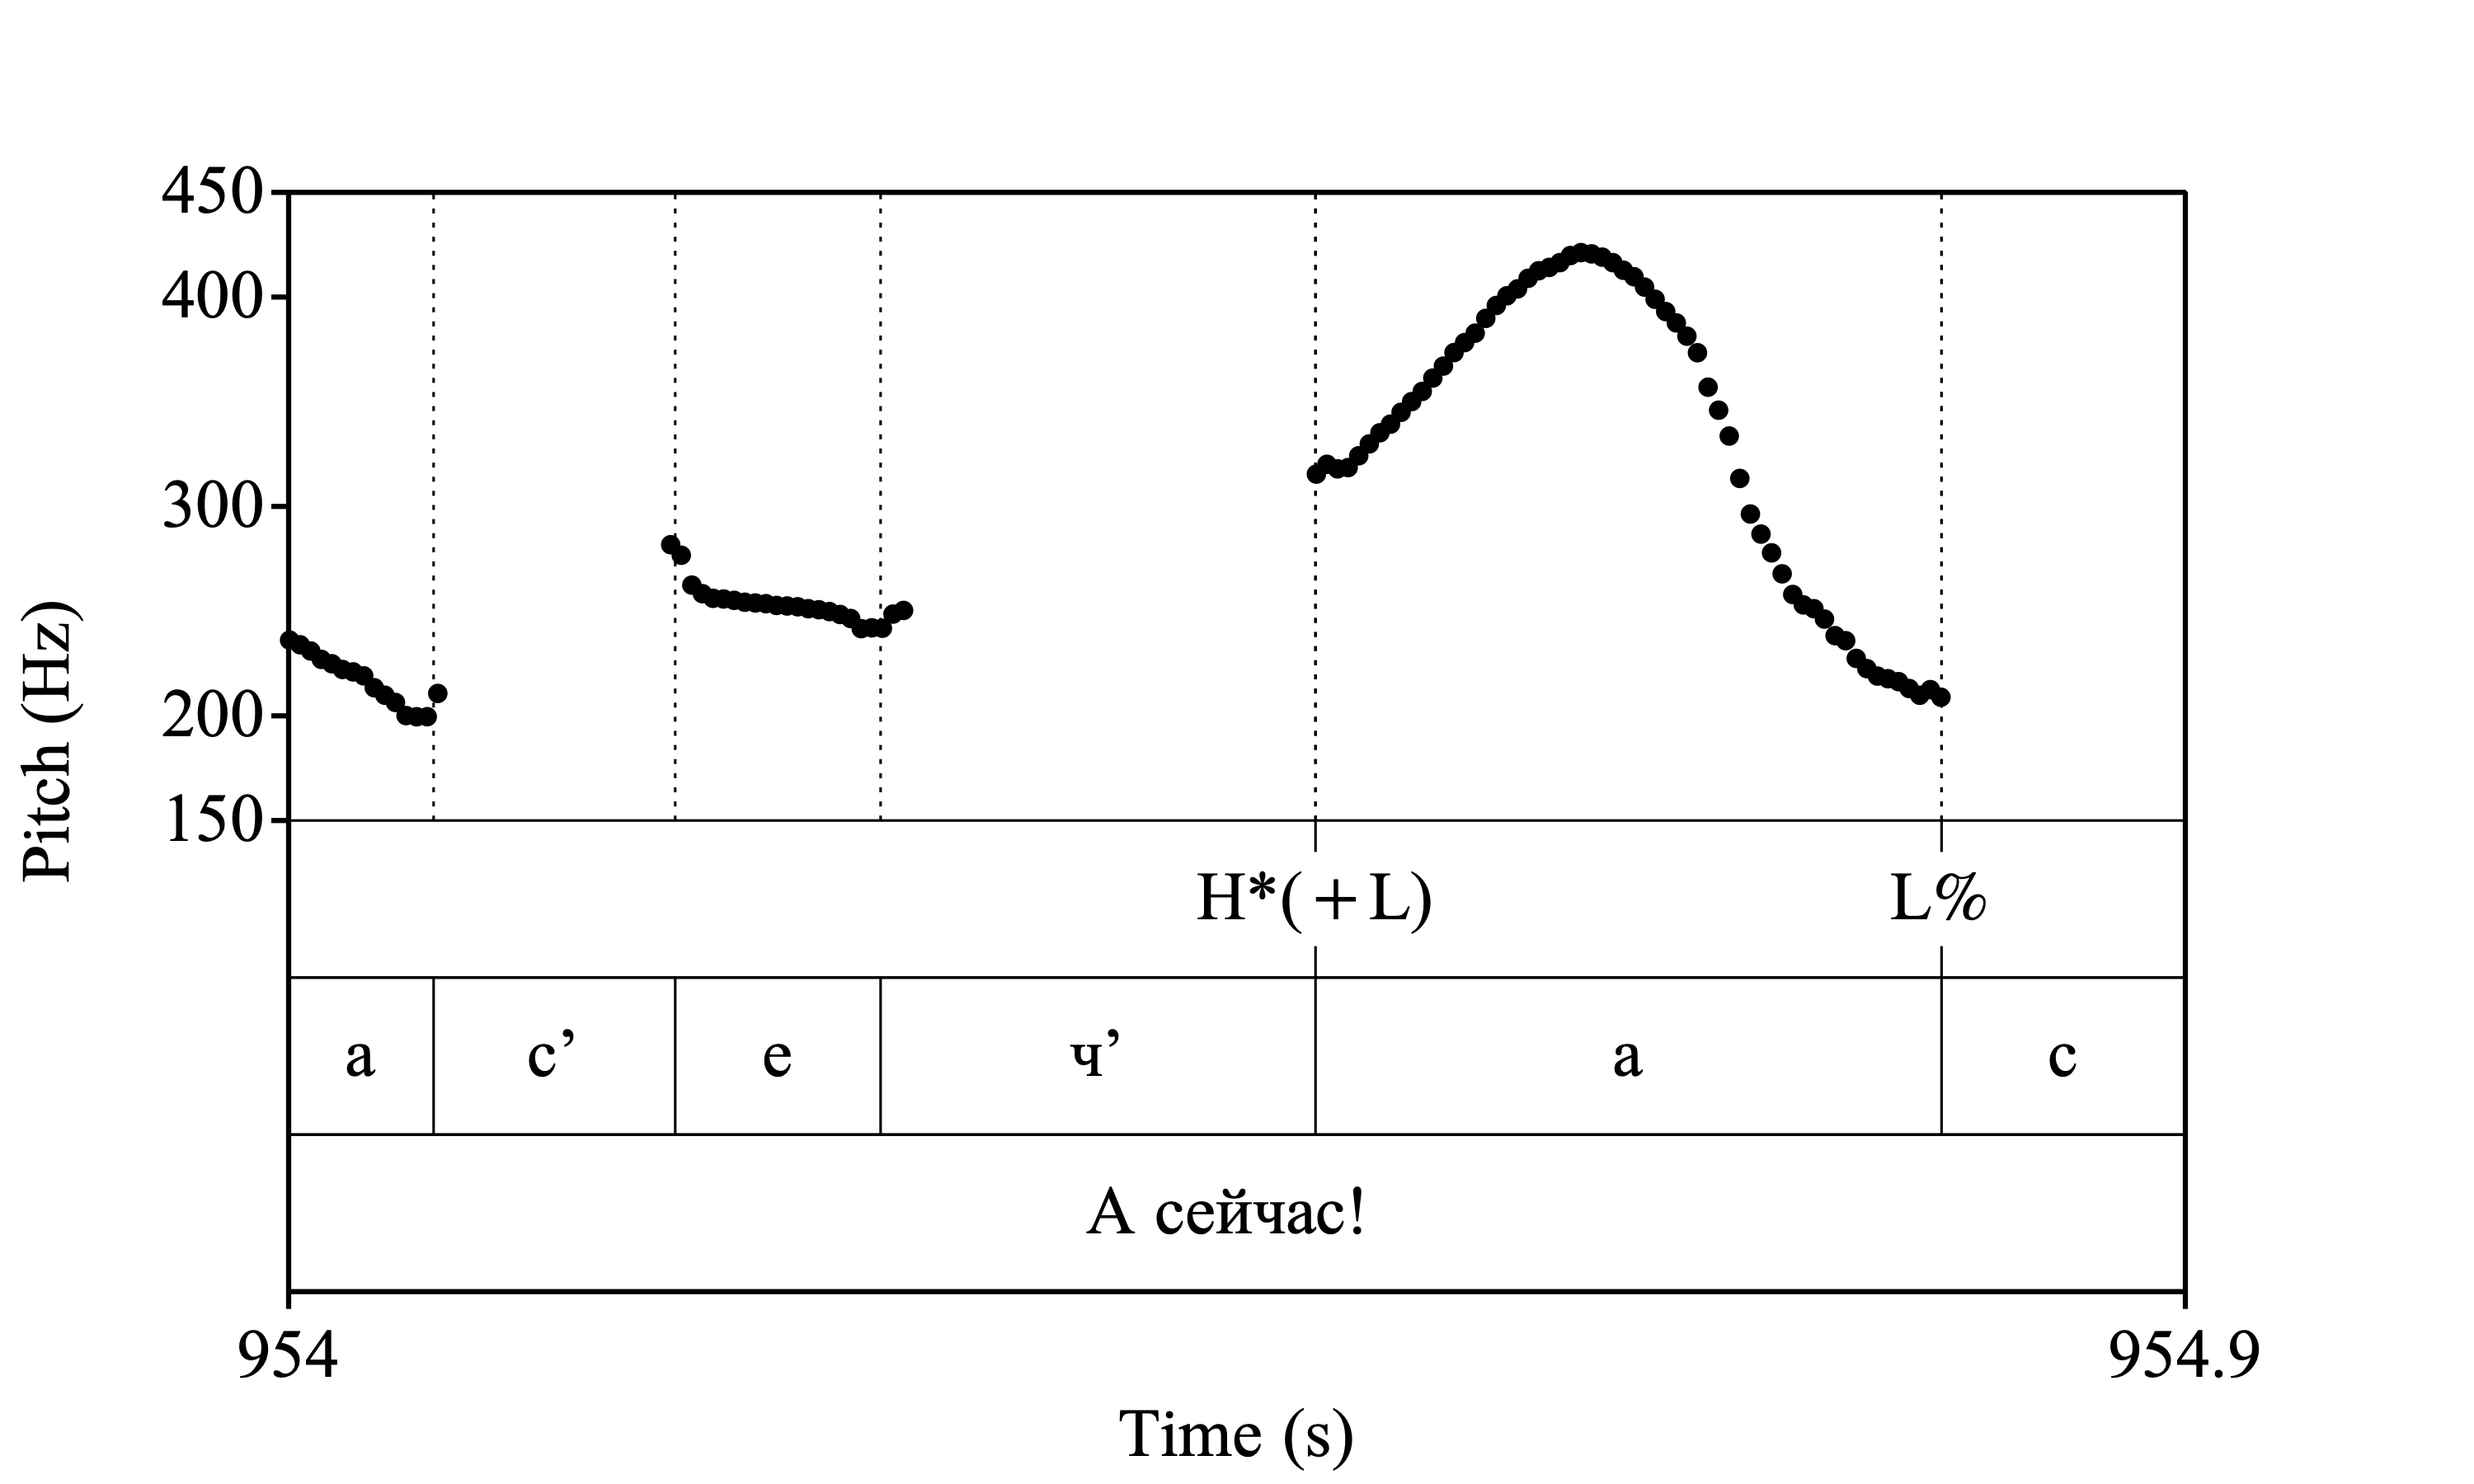 450
400
300
200
150
Pitch (Hz)
H*(+L) L%
а с’ е ч’ а с
А сейчас!
954 954.9
Time (s)